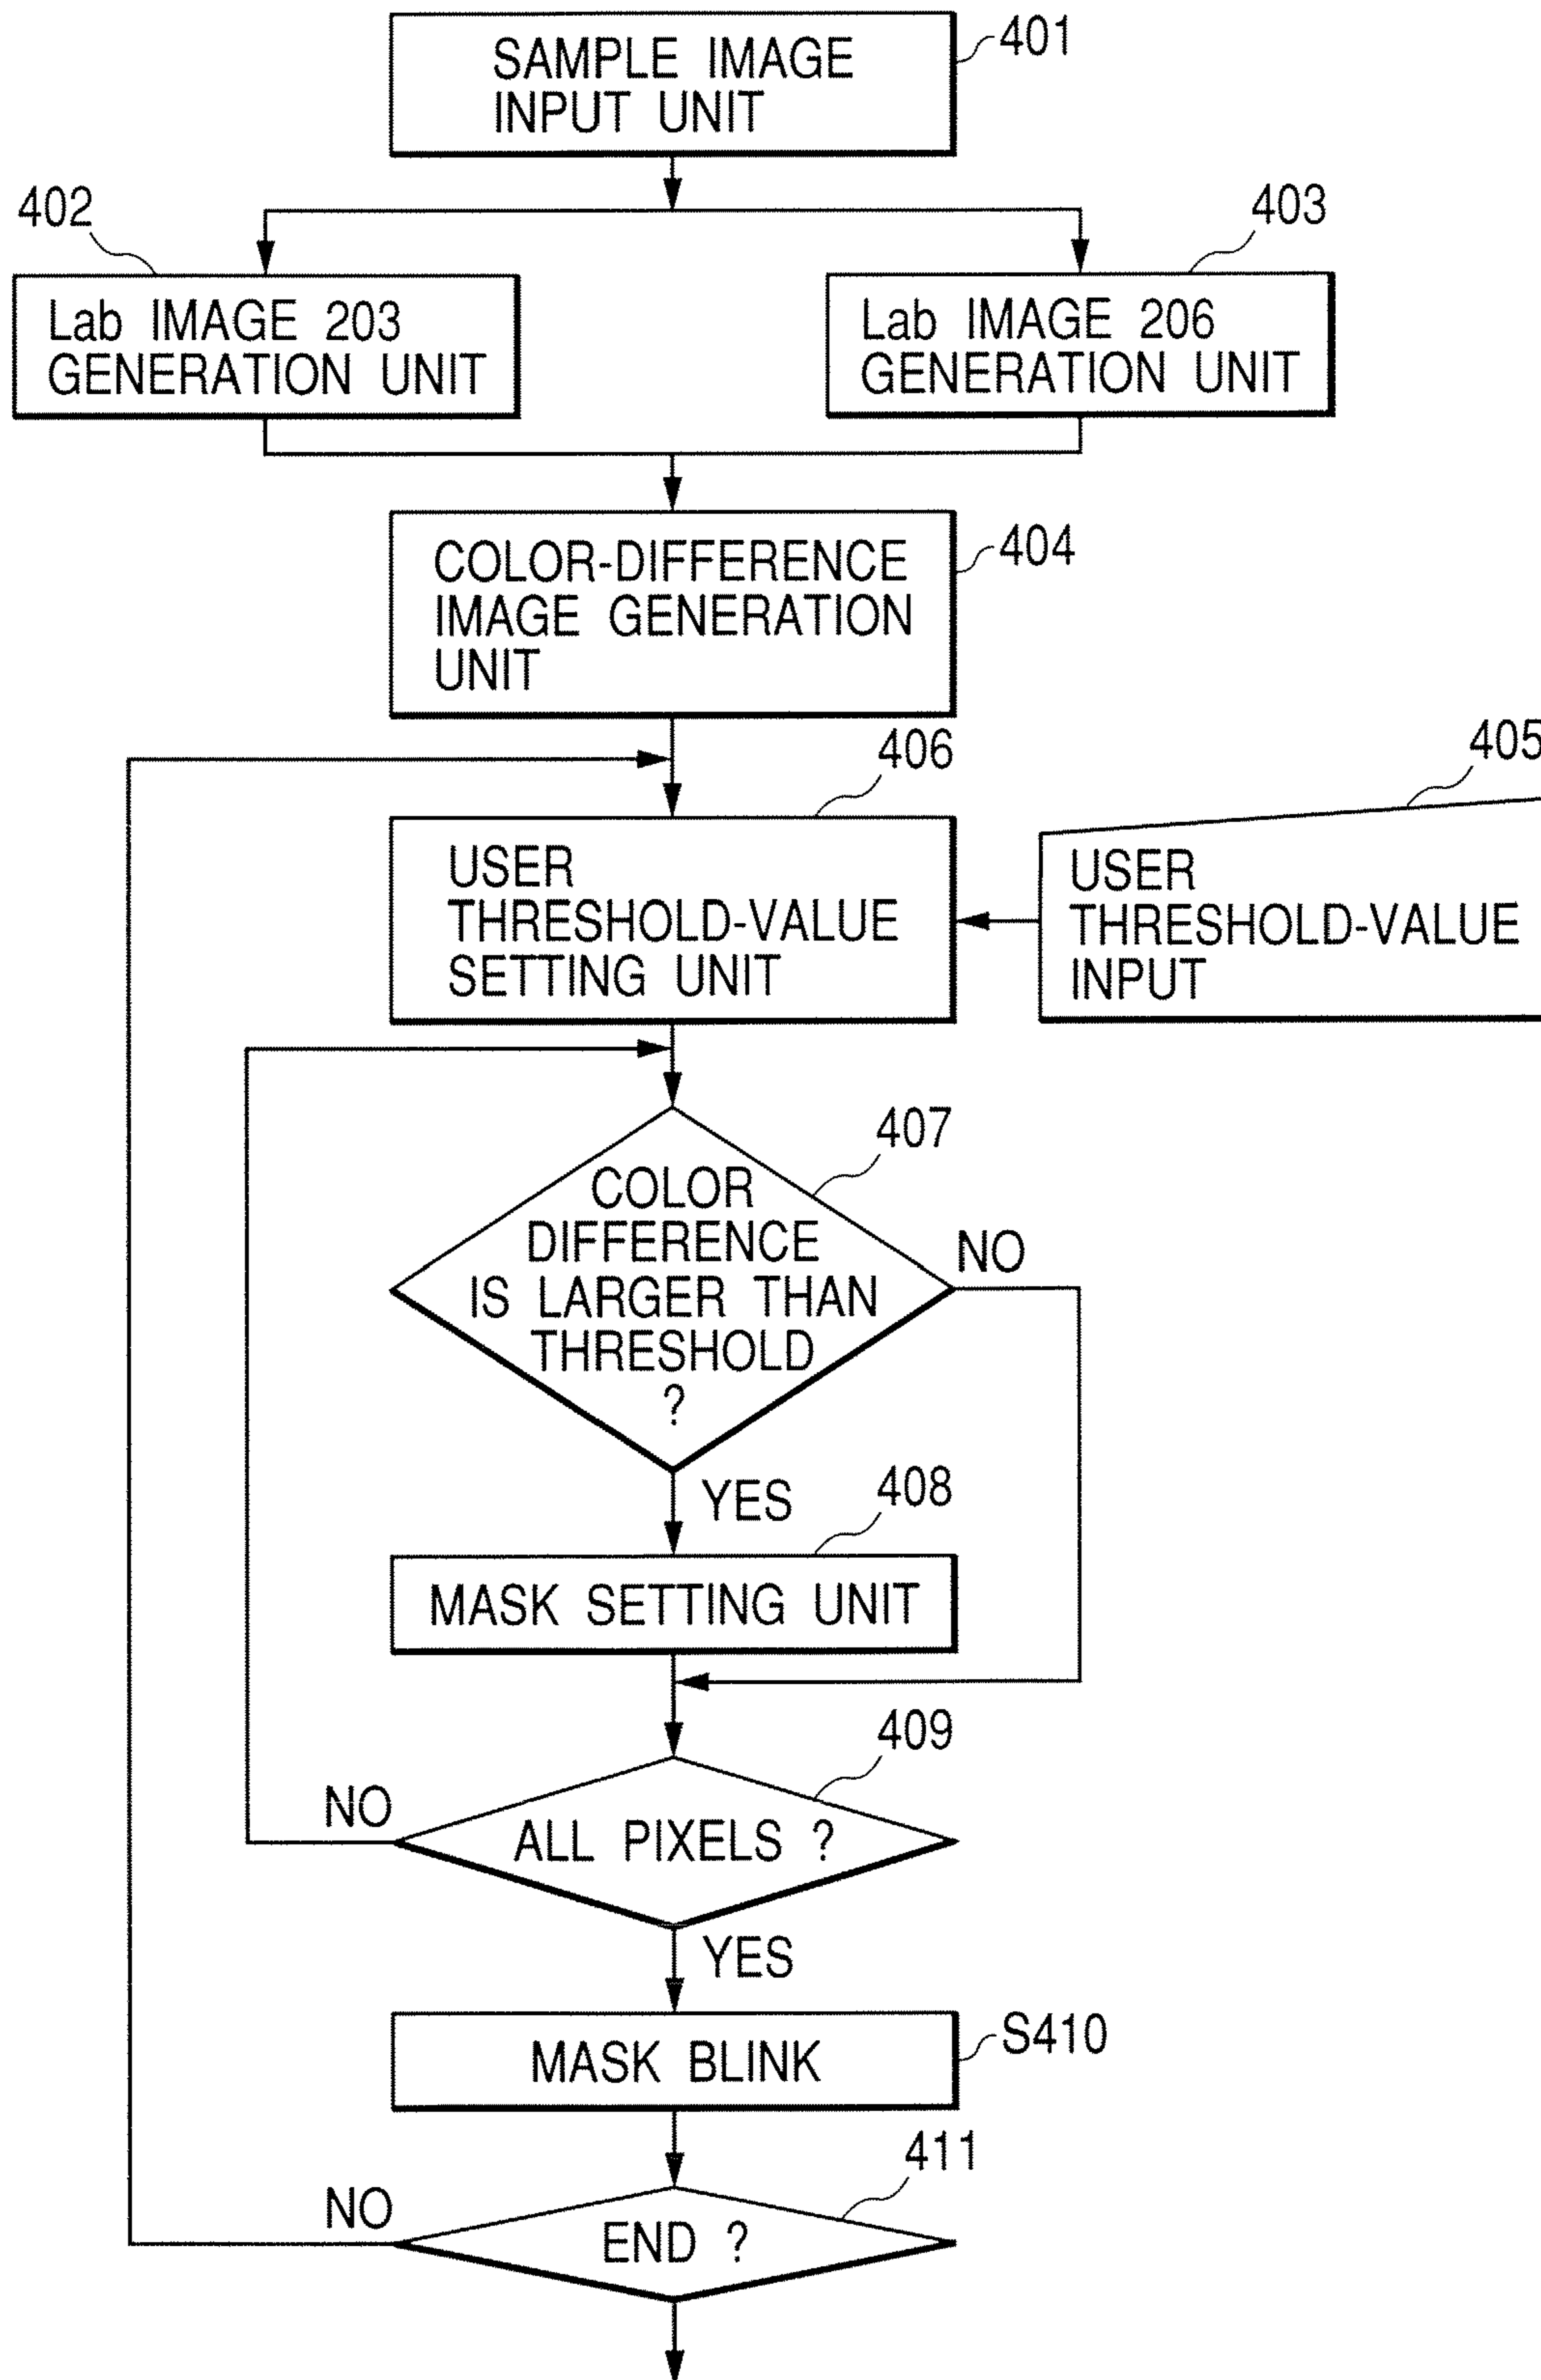 SAMPLE IMAGE
INPUT UNIT
401
402
403
Lab IMAGE 203
GENERATION UNIT
Lab IMAGE 206
GENERATION UNIT
COLOR-DIFFERENCE
IMAGE GENERATION
UNIT
404
406
405
USER
THRESHOLD-VALUE
SETTING UNIT
USER
THRESHOLD-VALUE
INPUT
407
COLOR
DIFFERENCE
IS LARGER THAN
THRESHOLD
?
NO
YES
408
MASK SETTING UNIT
409
NO
ALL PIXELS ?
YES
MASK BLINK
S410
411
NO
END ?